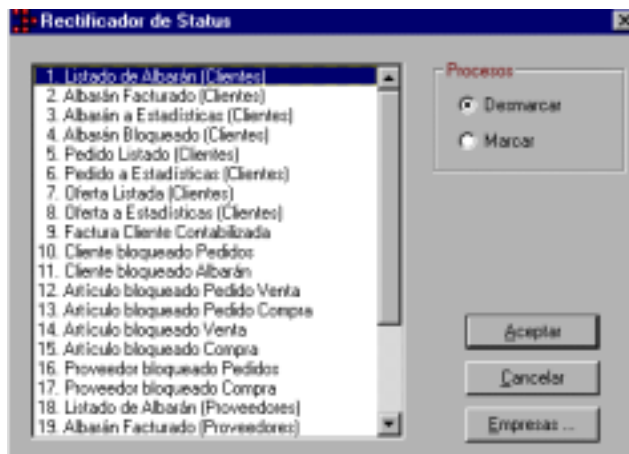 Rectificador de Status
1. Listado de Albarán (Clientes)
2. Albarán Facturado (Clientes)
3. Albarán a Estadísticas (Clientes)
4. Albarán Bloqueado (Clientes)
5. Pedido Listado (Clientes)
6. Pedido a Estadísticas (Clientes)
7. Oferta Listada (Clientes)
8. Oferta a Estadísticas (Clientes)
9. Factura Cliente Contabilizada
10. Cliente bloqueado Pedidos
11. Cliente bloqueado Albarán
12. Artículo bloqueado Pedido Venta
13. Artículo bloqueado Pedido Compra
14. Artículo bloqueado Venta
15. Artículo bloqueado Compra
16. Proveedor bloqueado Pedidos
17. Proveedor bloqueado Compra
18. Listado de Albarán (Proveedores)
19. Albarán Facturado (Proveedores)
Procesos
Desmarcar
Marcar
Aceptar
Cancelar
Empresas ...